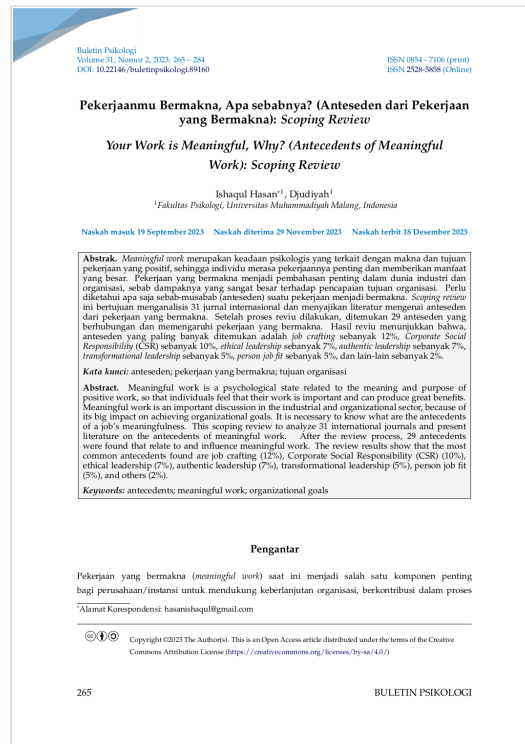 Buletin Psikologi
Volume 31, Nomor 2, 2023: 265 – 284
DOI: 10.22146/buletinpsikologi.89160
ISSN 0854 - 7106 (print)
ISSN 2528-5858 (Online)
Pekerjaanmu Bermakna, Apa sebabnya? (Anteseden dari Pekerjaan
yang Bermakna): Scoping Review
Your Work is Meaningful, Why? (Antecedents of Meaningful
Work): Scoping Review
Ishaqul Hasan*1, Djudiyah1
1Fakultas Psikologi, Universitas Muhammadiyah Malang, Indonesia
Naskah masuk 19 September 2023 Naskah diterima 29 November 2023 Naskah terbit 18 Desember 2023
Abstrak. Meaningful work merupakan keadaan psikologis yang terkait dengan makna dan tujuan
pekerjaan yang positif, sehingga individu merasa pekerjaannya penting dan memberikan manfaat
yang besar. Pekerjaan yang bermakna menjadi pembahasan penting dalam dunia industri dan
organisasi, sebab dampaknya yang sangat besar terhadap pencapaian tujuan organisasi. Perlu
diketahui apa saja sebab-musabab (anteseden) suatu pekerjaan menjadi bermakna. Scoping review
ini bertujuan menganalisis 31 jurnal internasional dan menyajikan literatur mengenai anteseden
dari pekerjaan yang bermakna. Setelah proses reviu dilakukan, ditemukan 29 anteseden yang
berhubungan dan memengaruhi pekerjaan yang bermakna. Hasil reviu menunjukkan bahwa,
anteseden yang paling banyak ditemukan adalah job crafting sebanyak 12%, Corporate Social
Responsibility (CSR) sebanyak 10%, ethical leadership sebanyak 7%, authentic leadership sebanyak 7%,
transformational leadership sebanyak 5%, person job fit sebanyak 5%, dan lain-lain sebanyak 2%.
Kata kunci: anteseden; pekerjaan yang bermakna; tujuan organisasi
Abstract. Meaningful work is a psychological state related to the meaning and purpose of
positive work, so that individuals feel that their work is important and can produce great benefits.
Meaningful work is an important discussion in the industrial and organizational sector, because of
its big impact on achieving organizational goals. It is necessary to know what are the antecedents
of a job's meaningfulness. This scoping review to analyze 31 international journals and present
literature on the antecedents of meaningful work. After the review process, 29 antecedents
were found that relate to and influence meaningful work. The review results show that the most
common antecedents found are job crafting (12%), Corporate Social Responsibility (CSR) (10%),
ethical leadership (7%), authentic leadership (7%), transformational leadership (5%), person job fit
(5%), and others (2%).
Keywords: antecedents; meaningful work; organizational goals
Pengantar
Pekerjaan yang bermakna (meaningful work) saat ini menjadi salah satu komponen penting
bagi perusahaan/instansi untuk mendukung keberlanjutan organisasi, berkontribusi dalam proses
*Alamat Korespondensi: hasanishaqul@gmail.com
Copyright ©2023 The Author(s). This is an Open Access article distributed under the terms of the Creative
Commons Attribution License (https://creativecommons.org/licenses/by-sa/4.0/)
265
BULETIN PSIKOLOGI